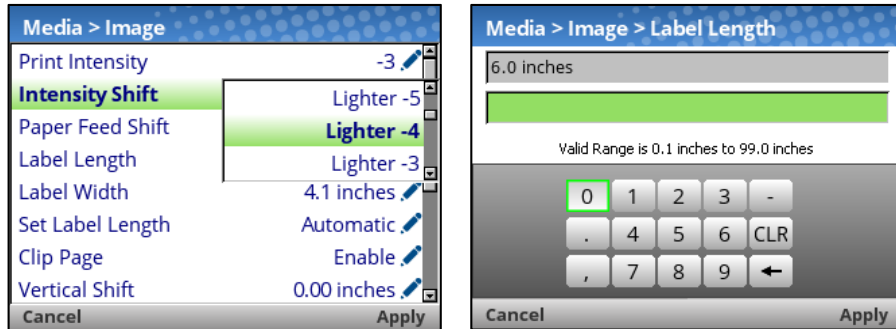 Media > Image
Print Intensity -3
Intensity Shift
Lighter -5
Paper Feed Shift
Lighter -4
Label Length
Lighter -3
Label Width 4.1 inches
Set Label Length Automatic
Clip Page Enable
Vertical Shift 0.00 inches
Cancel Apply
Media > Image > Label Length
6.0 inches
Valid Range is 0.1 inches to 99.0 inches
0 1 2 3 -
. 4 5 6 CLR
, 7 8 9 ←
Cancel Apply